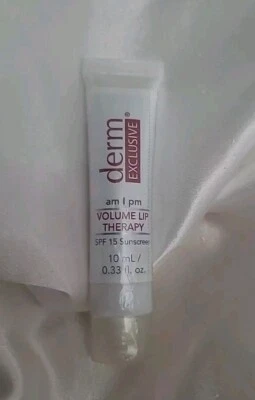 derm®
EXCLUSIVE
am | pm
VOLUME LIP
THERAPY
SPF 15 Sunscreen
10 mL /
0.33 fl. oz.